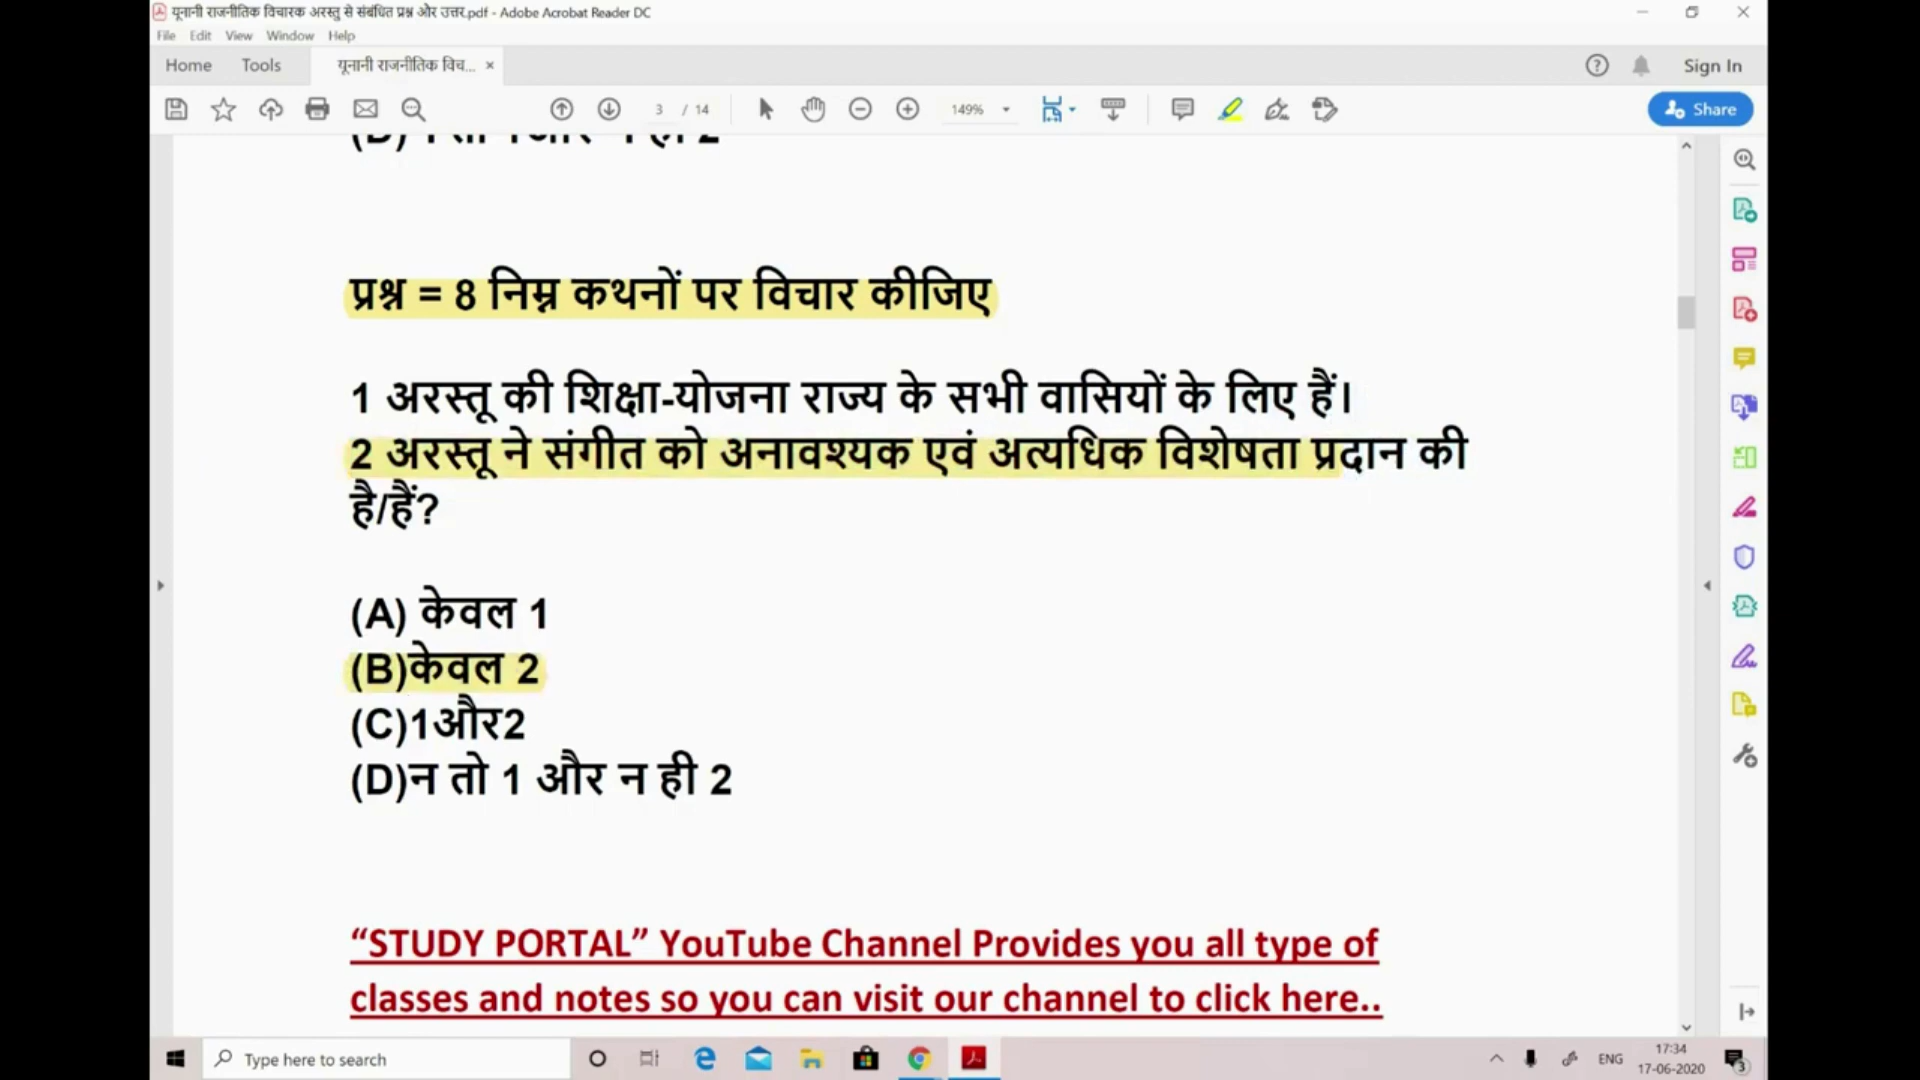 यूनानी राजनीतिक विचारक अरस्तु से संबंधित प्रश्न और उत्तर.pdf - Adobe Acrobat Reader DC
File Edit View Window Help
Home Tools यूनानी राजनीतिक विच... × Sign In
3 / 14 149% Share
प्रश्न = 8 निम्न कथनों पर विचार कीजिए
1 अरस्तू की शिक्षा-योजना राज्य के सभी वासियों के लिए हैं।
2 अरस्तू ने संगीत को अनावश्यक एवं अत्यधिक विशेषता प्रदान की
है/हैं?
(A) केवल 1
(B)केवल 2
(C)1और2
(D)न तो 1 और न ही 2
“STUDY PORTAL” YouTube Channel Provides you all type of
classes and notes so you can visit our channel to click here..
Type here to search ENG 17:34
17-06-2020 3